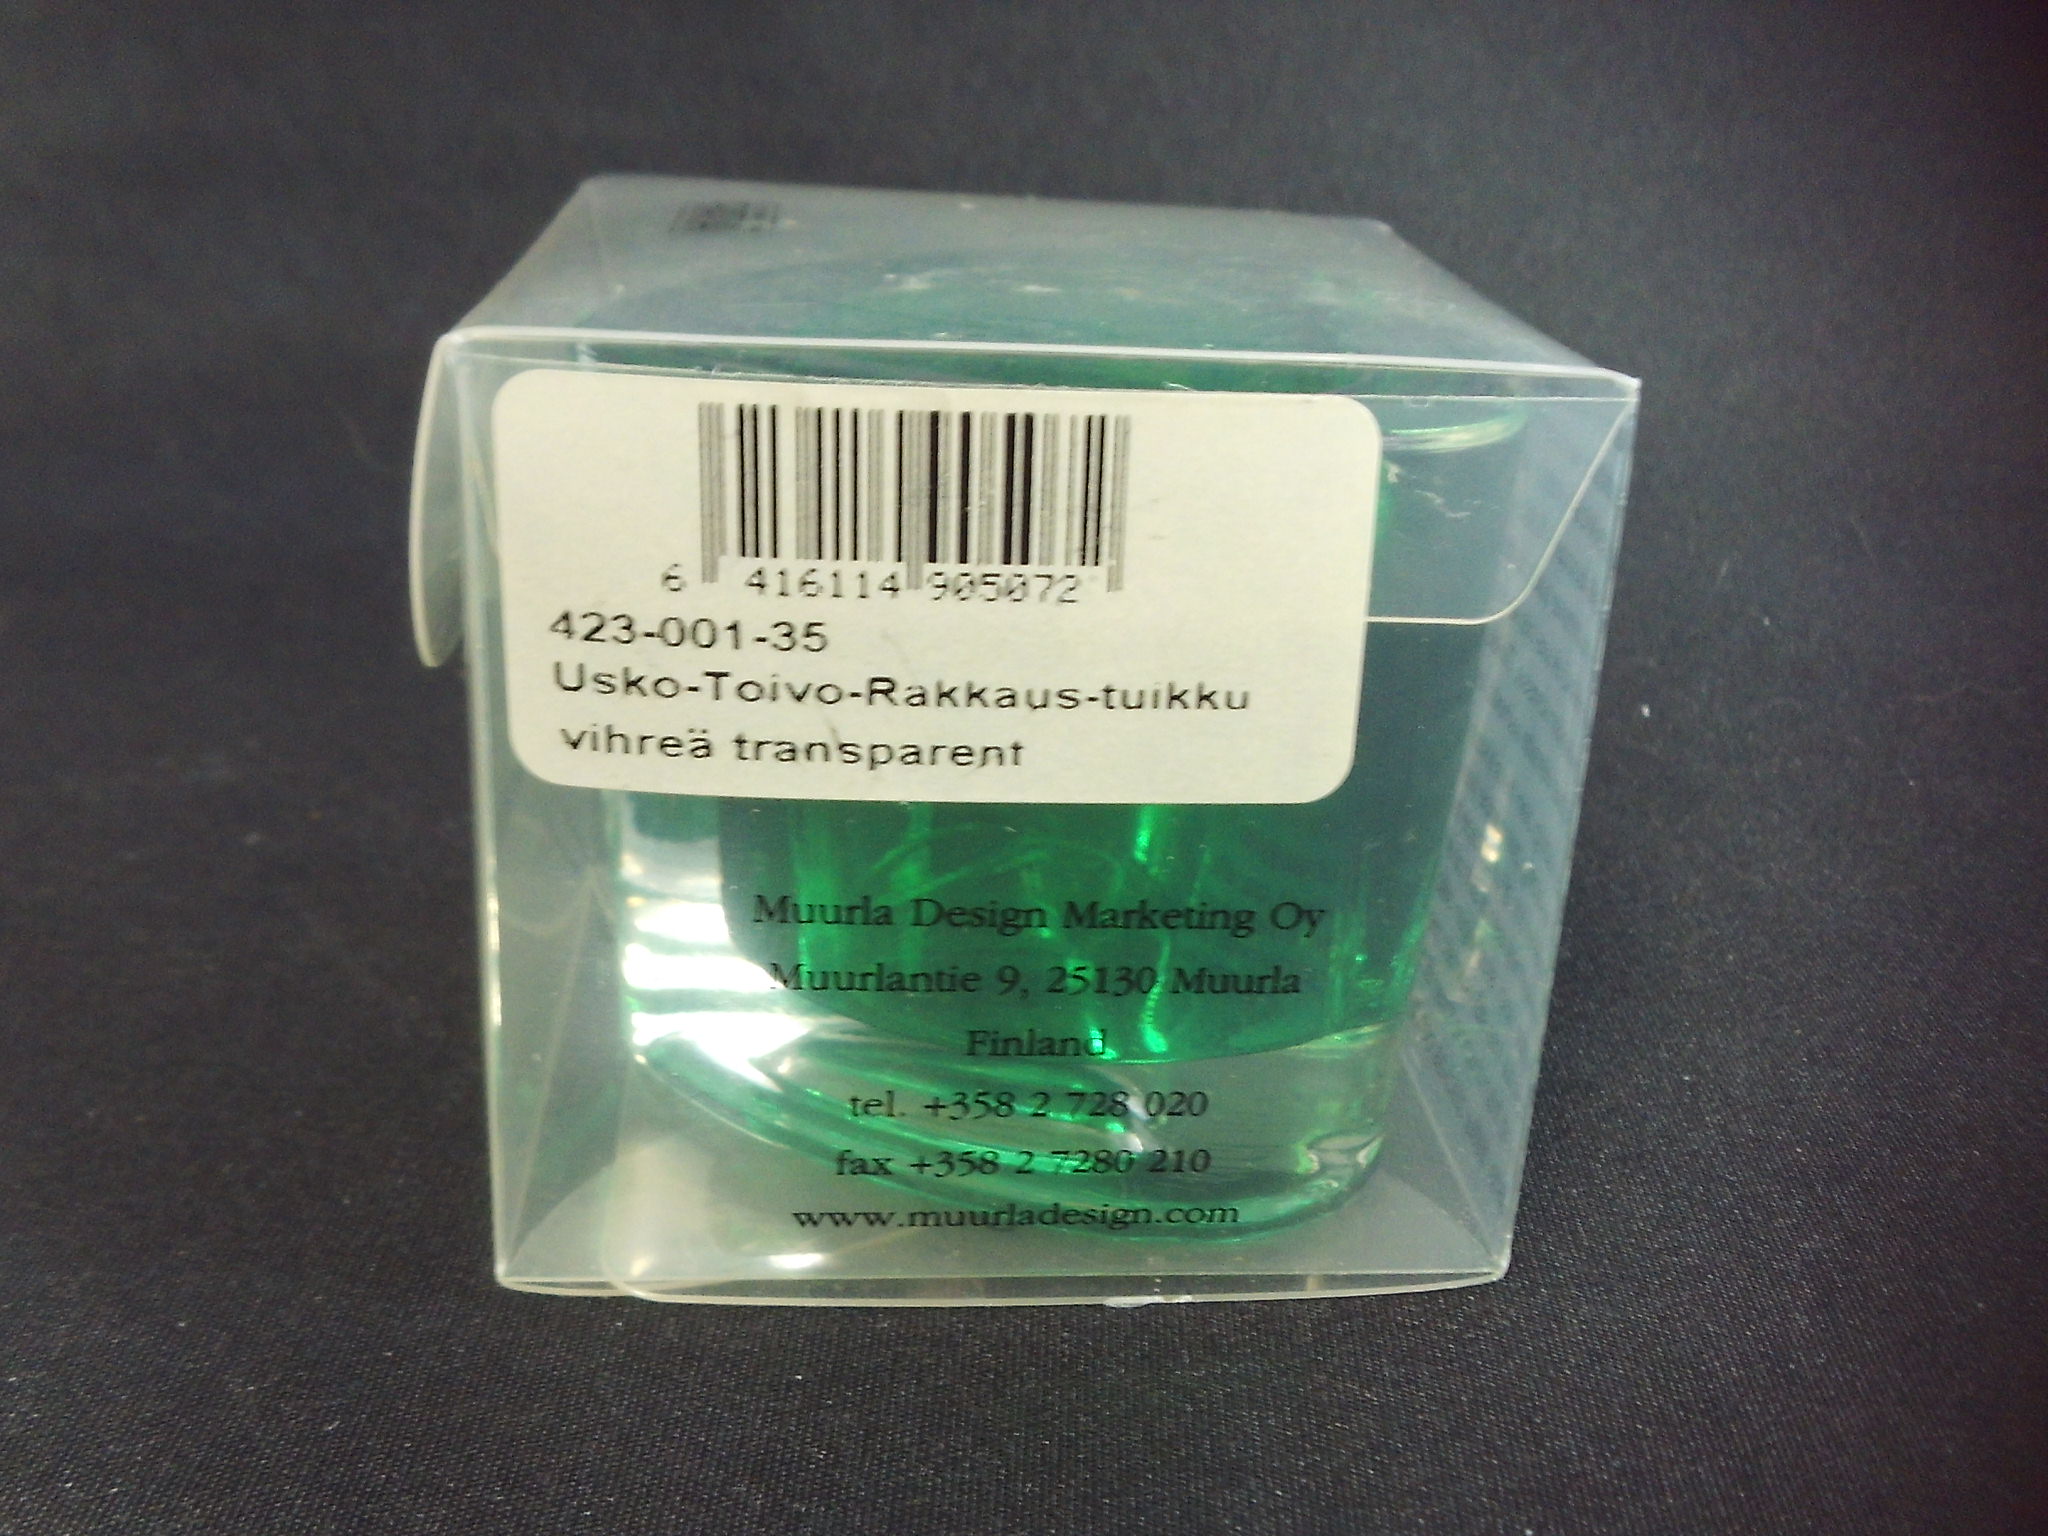 6 416114 905072
423-001-35
Usko-Toivo-Rakkaus-tuikku
vihreä transparent
Muurla Design Marketing Oy
Muurlantie 9, 25130 Muurla
Finland
tel. +358 2 728 020
fax +358 2 7280 210
www.muurladesign.com